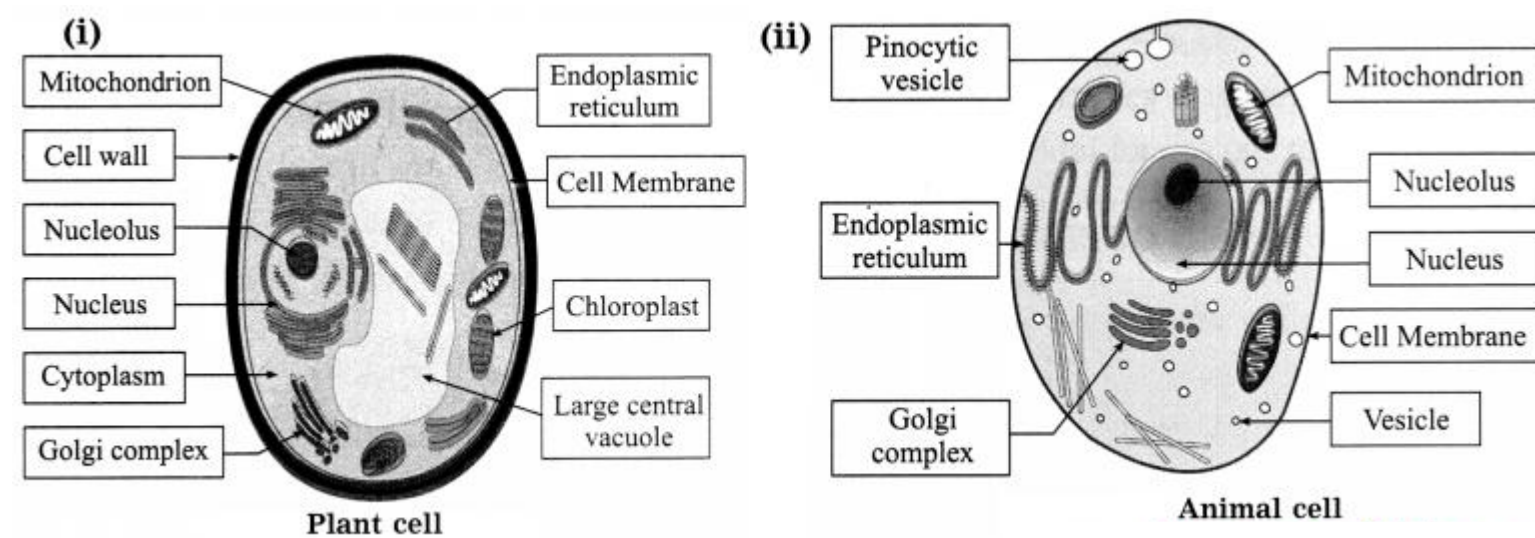 (i)
Mitochondrion
Cell wall
Nucleolus
Nucleus
Cytoplasm
Golgi complex
Endoplasmic
reticulum
Cell Membrane
Chloroplast
Large central
vacuole
Plant cell
(ii)
Pinocytic
vesicle
Endoplasmic
reticulum
Golgi
complex
Mitochondrion
Nucleolus
Nucleus
Cell Membrane
Vesicle
Animal cell